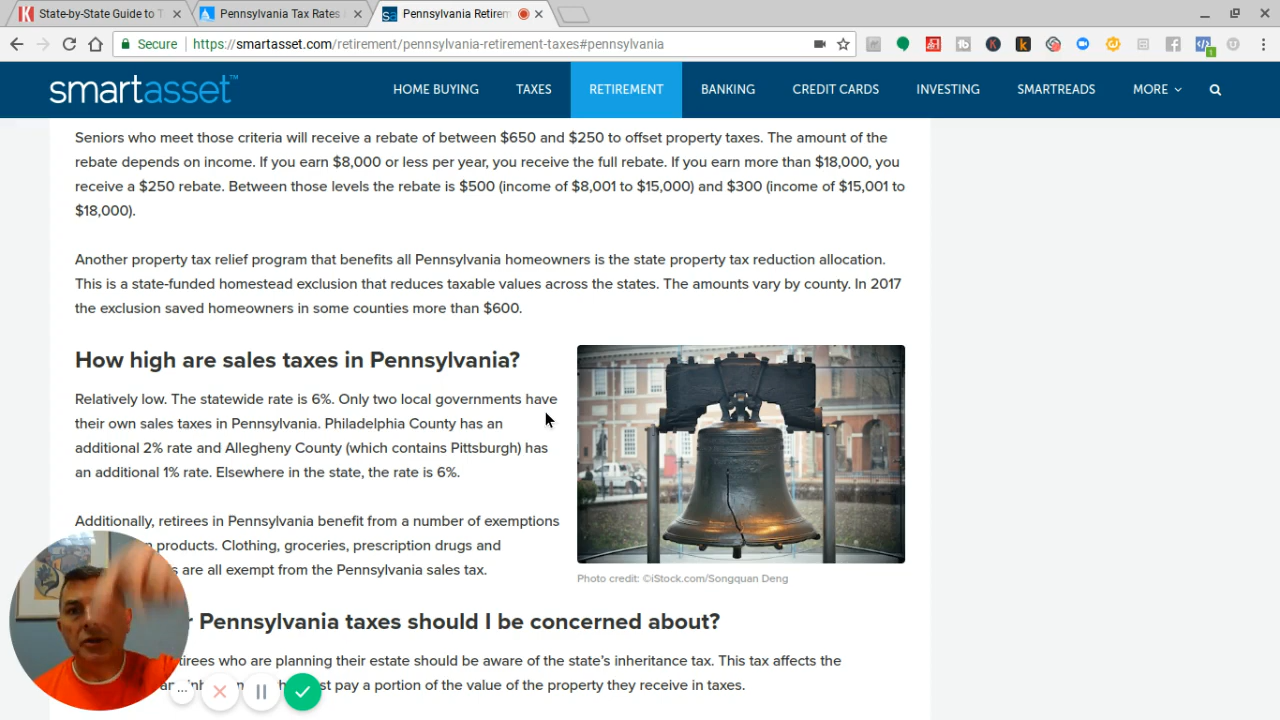 State-by-State Guide to T
Pennsylvania Tax Rates
Pennsylvania Retirem
Secure
https://smartasset.com/retirement/pennsylvania-retirement-taxes#pennsylvania
smartasset™
HOME BUYING
TAXES
RETIREMENT
BANKING
CREDIT CARDS
INVESTING
SMARTREADS
MORE
Seniors who meet those criteria will receive a rebate of between $650 and $250 to offset property taxes. The amount of the
rebate depends on income. If you earn $8,000 or less per year, you receive the full rebate. If you earn more than $18,000, you
receive a $250 rebate. Between those levels the rebate is $500 (income of $8,001 to $15,000) and $300 (income of $15,001 to
$18,000).
Another property tax relief program that benefits all Pennsylvania homeowners is the state property tax reduction allocation.
This is a state-funded homestead exclusion that reduces taxable values across the states. The amounts vary by county. In 2017
the exclusion saved homeowners in some counties more than $600.
How high are sales taxes in Pennsylvania?
Relatively low. The statewide rate is 6%. Only two local governments have
their own sales taxes in Pennsylvania. Philadelphia County has an
additional 2% rate and Allegheny County (which contains Pittsburgh) has
an additional 1% rate. Elsewhere in the state, the rate is 6%.
Additionally, retirees in Pennsylvania benefit from a number of exemptions
products. Clothing, groceries, prescription drugs and
are all exempt from the Pennsylvania sales tax.
Photo credit: ©iStock.com/Songquan Deng
Pennsylvania taxes should I be concerned about?
who are planning their estate should be aware of the state's inheritance tax. This tax affects the
pay a portion of the value of the property they receive in taxes.